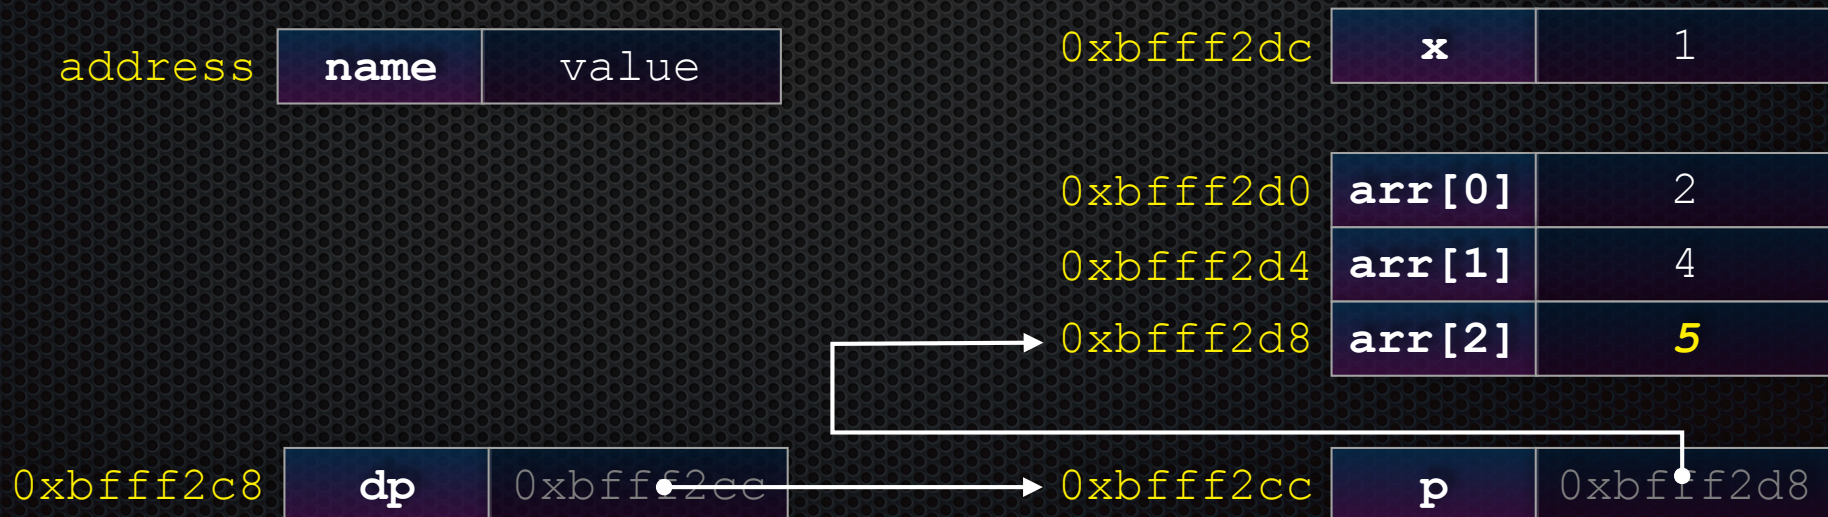 address name value
0xbfff2dc x 1
0xbfff2d0 arr[0] 2
0xbfff2d4 arr[1] 4
0xbfff2d8 arr[2] 5
0xbfff2c8 dp 0xbfff2cc
0xbfff2cc p 0xbfff2d8